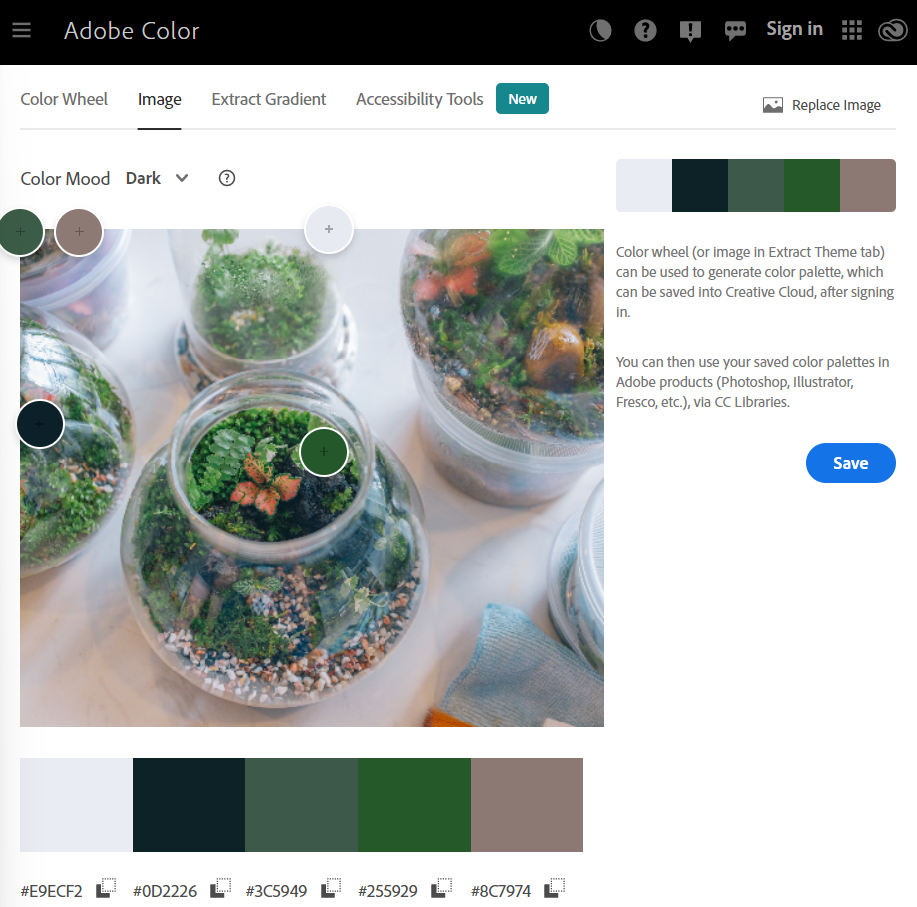 Adobe Color
Sign in
Color Wheel
Image
Extract Gradient
Accessibility Tools
New
Replace Image
Color Mood
Dark
Color wheel (or image in Extract Theme tab)
can be used to generate color palette, which
can be saved into Creative Cloud, after signing
in.
You can then use your saved color palettes in
Adobe products (Photoshop, Illustrator,
Fresco, etc.), via CC Libraries.
Save
#E9ECF2
#0D2226
#3C5949
#255929
#8C7974